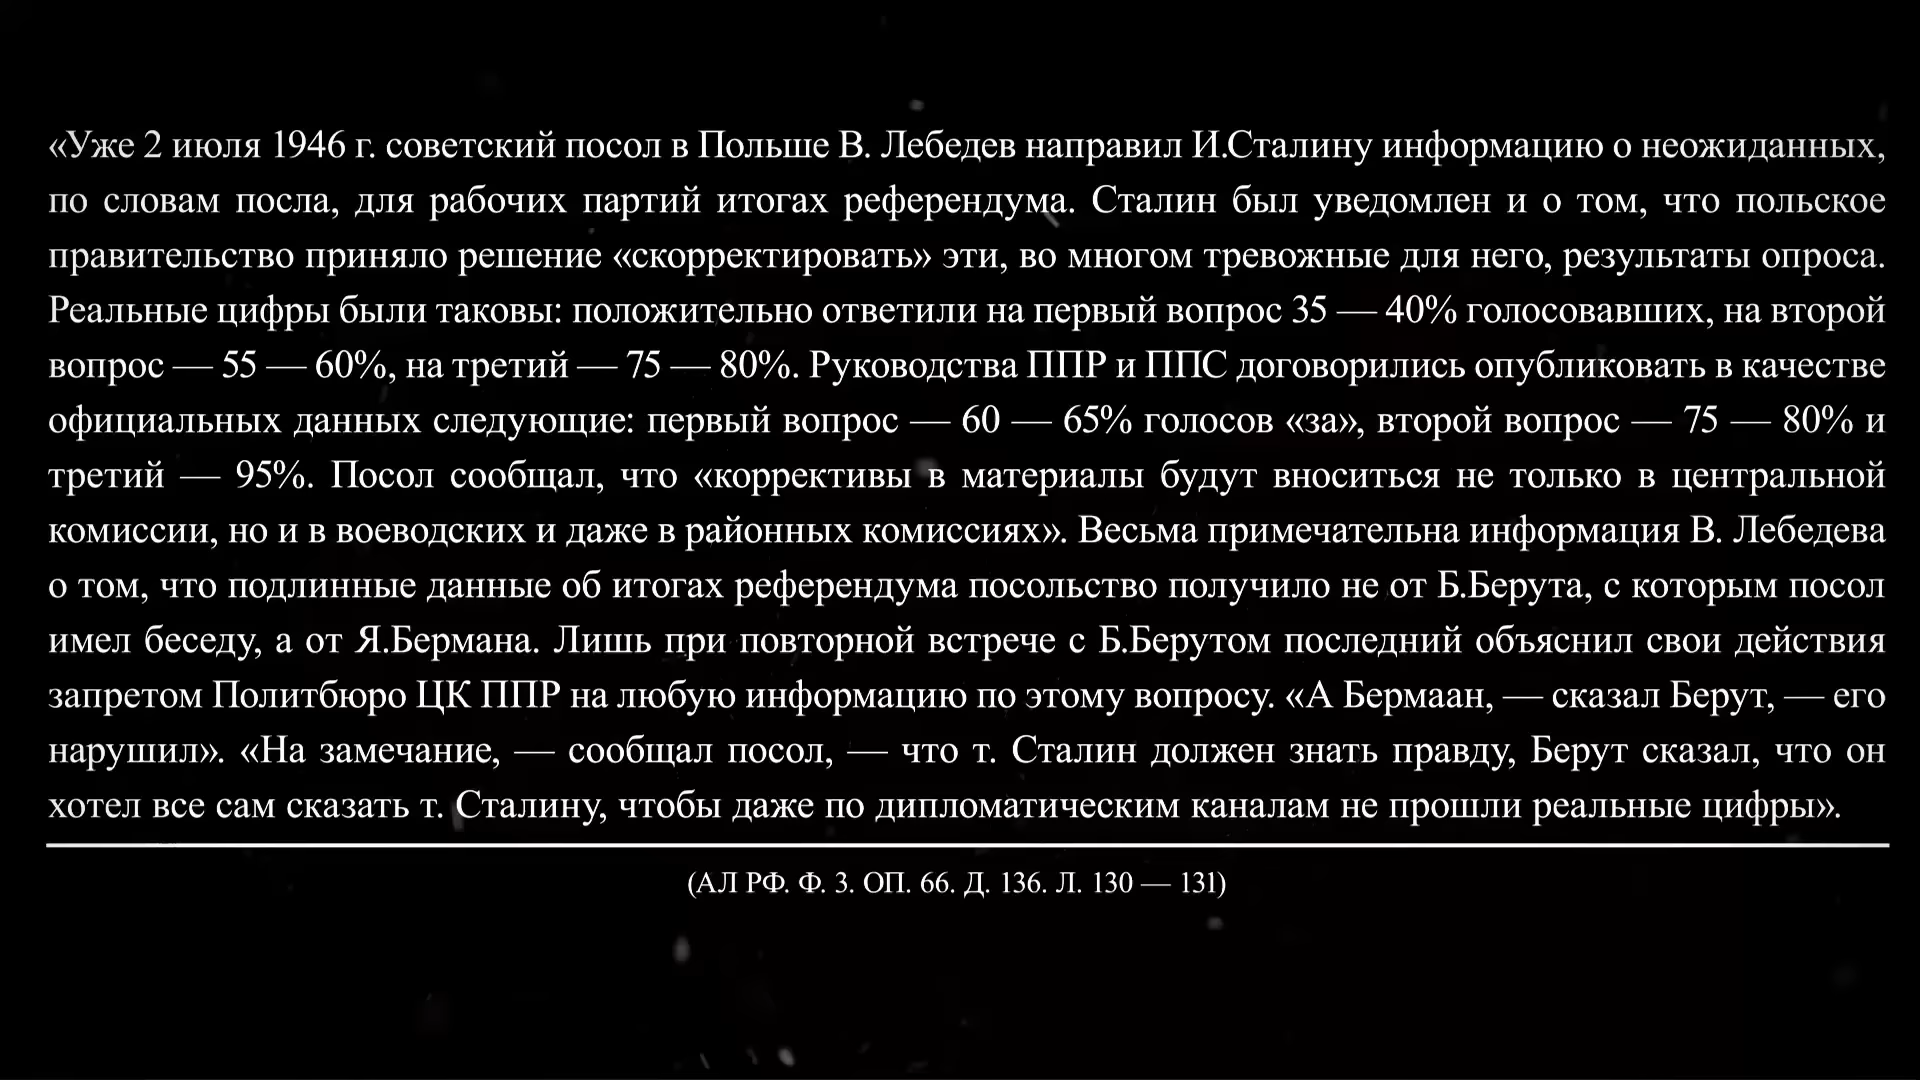 «Уже 2 июля 1946 г. советский посол в Польше В. Лебедев направил И.Сталину информацию о неожиданных,
по словам посла, для рабочих партий итогах референдума. Сталин был уведомлен и о том, что польское
правительство приняло решение «скорректировать» эти, во многом тревожные для него, результаты опроса.
Реальные цифры были таковы: положительно ответили на первый вопрос 35 — 40% голосовавших, на второй
вопрос — 55 — 60%, на третий — 75 — 80%. Руководства ППР и ППС договорились опубликовать в качестве
официальных данных следующие: первый вопрос — 60 — 65% голосов «за», второй вопрос — 75 — 80% и
третий — 95%. Посол сообщал, что «коррективы в материалы будут вноситься не только в центральной
комиссии, но и в воеводских и даже в районных комиссиях». Весьма примечательна информация В. Лебедева
о том, что подлинные данные об итогах референдума посольство получило не от Б.Берута, с которым посол
имел беседу, а от Я.Бермана. Лишь при повторной встрече с Б.Берутом последний объяснил свои действия
запретом Политбюро ЦК ППР на любую информацию по этому вопросу. «А Бермаан, — сказал Берут, — его
нарушил». «На замечание, — сообщал посол, — что т. Сталин должен знать правду, Берут сказал, что он
хотел все сам сказать т. Сталину, чтобы даже по дипломатическим каналам не прошли реальные цифры».
(АЛ РФ. Ф. 3. ОП. 66. Д. 136. Л. 130 — 131)